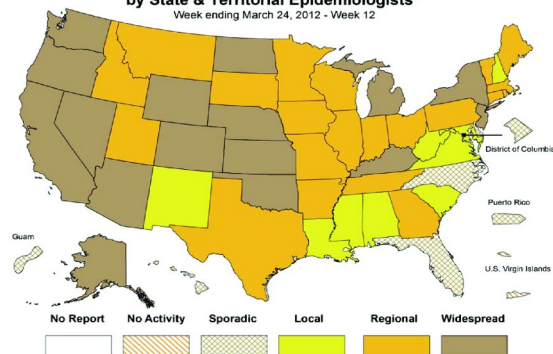 by State & Territorial Epidemiologists
Week ending March 24, 2012 - Week 12
District of Columbia
Puerto Rico
Guam
U.S. Virgin Islands
No Report
No Activity
Sporadic
Local
Regional
Widespread